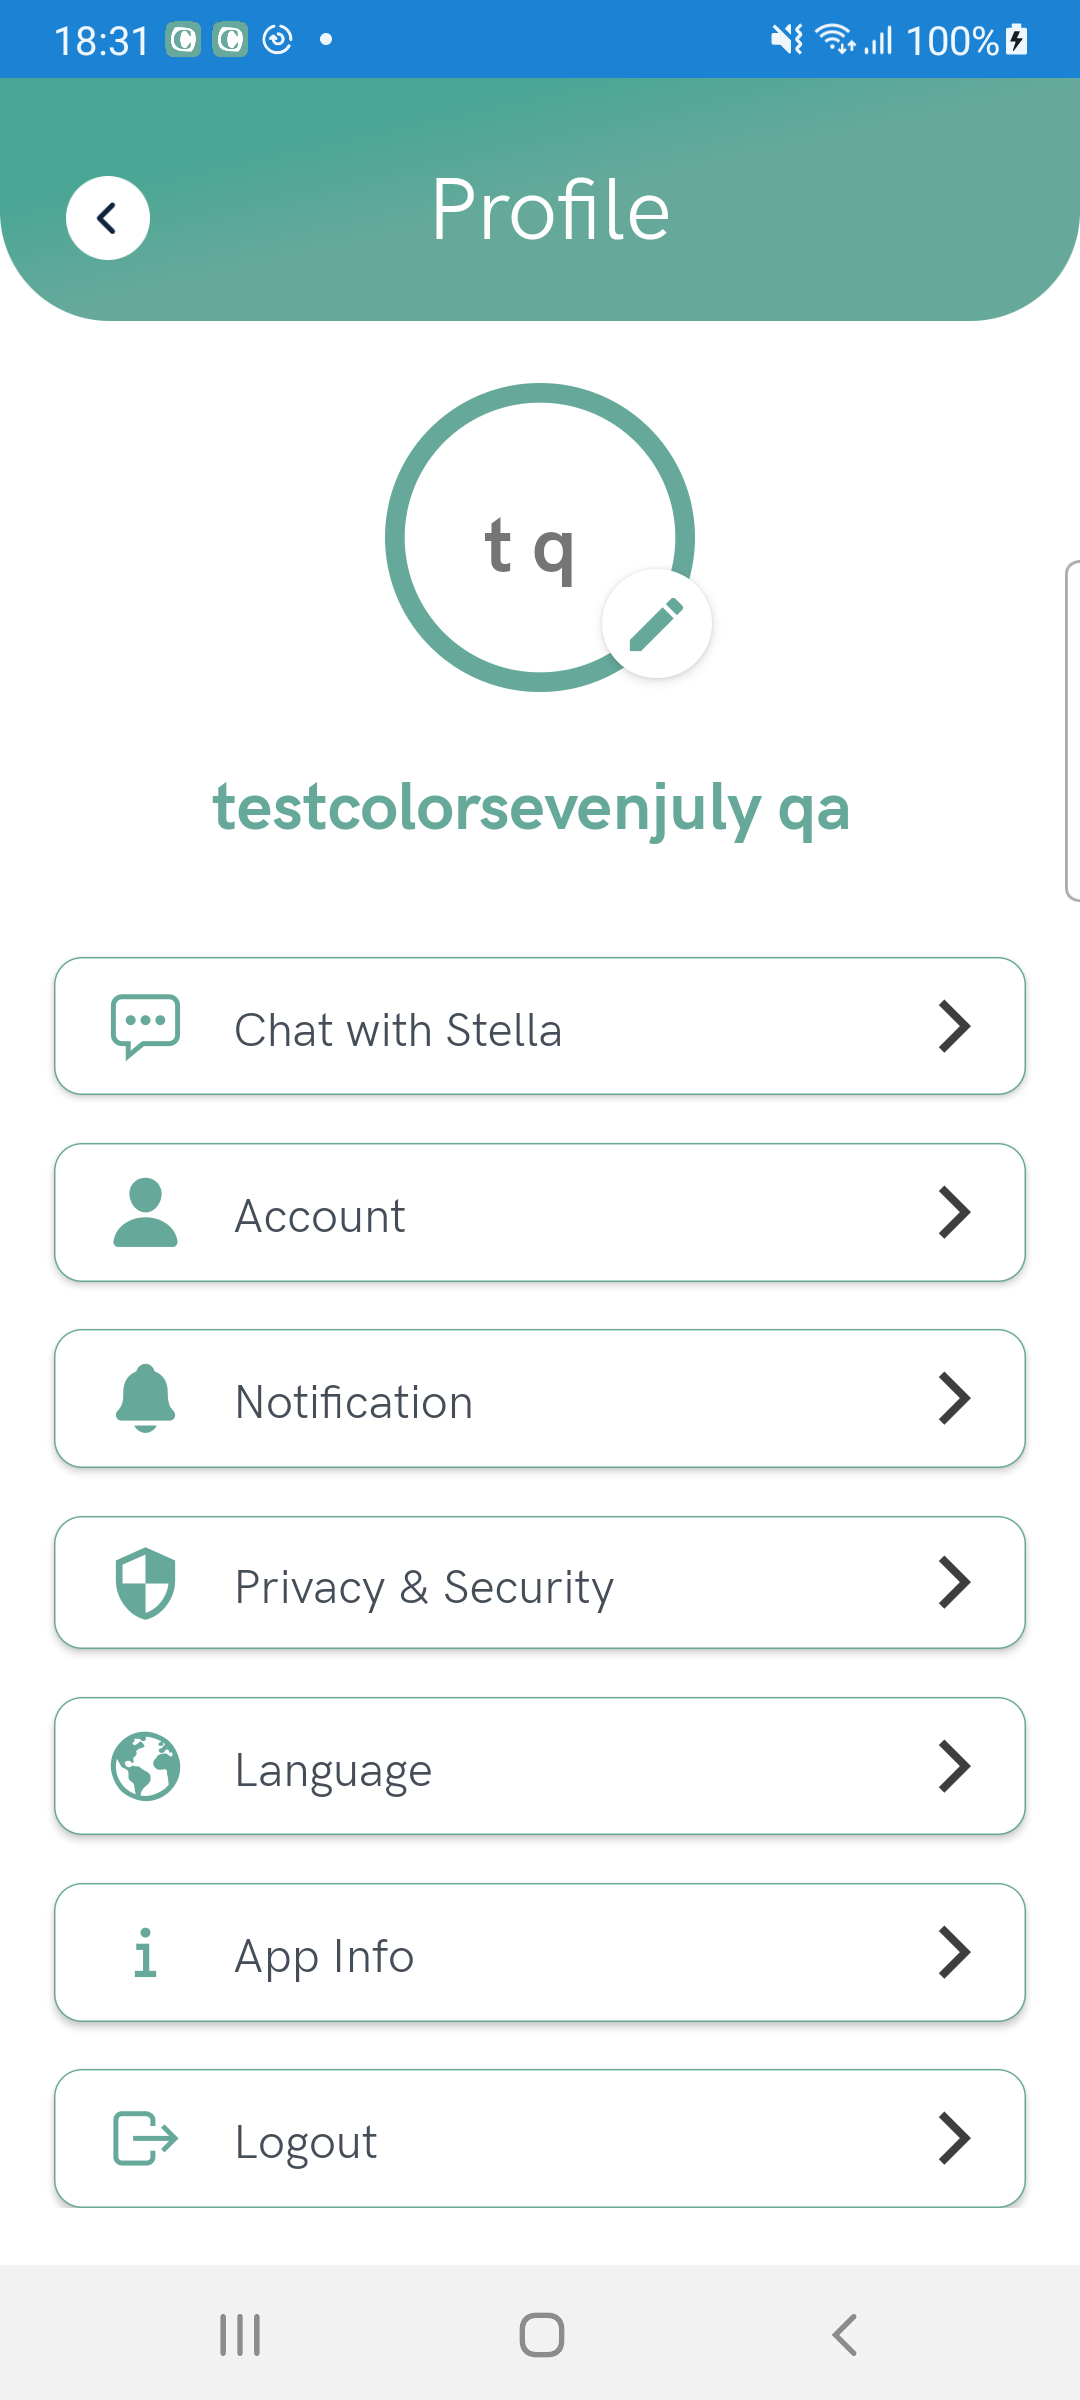 18:31 100%
Profile
t q
testcolorsevenjuly qa
Chat with Stella
Account
Notification
Privacy & Security
Language
App Info
Logout